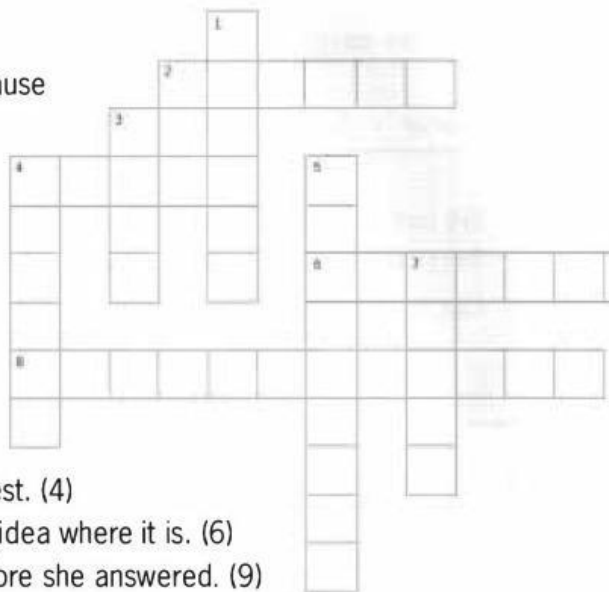 1
use
2
3
4
5
6
7
8
est. (4)
idea where it is. (6)
ore she answered. (9)